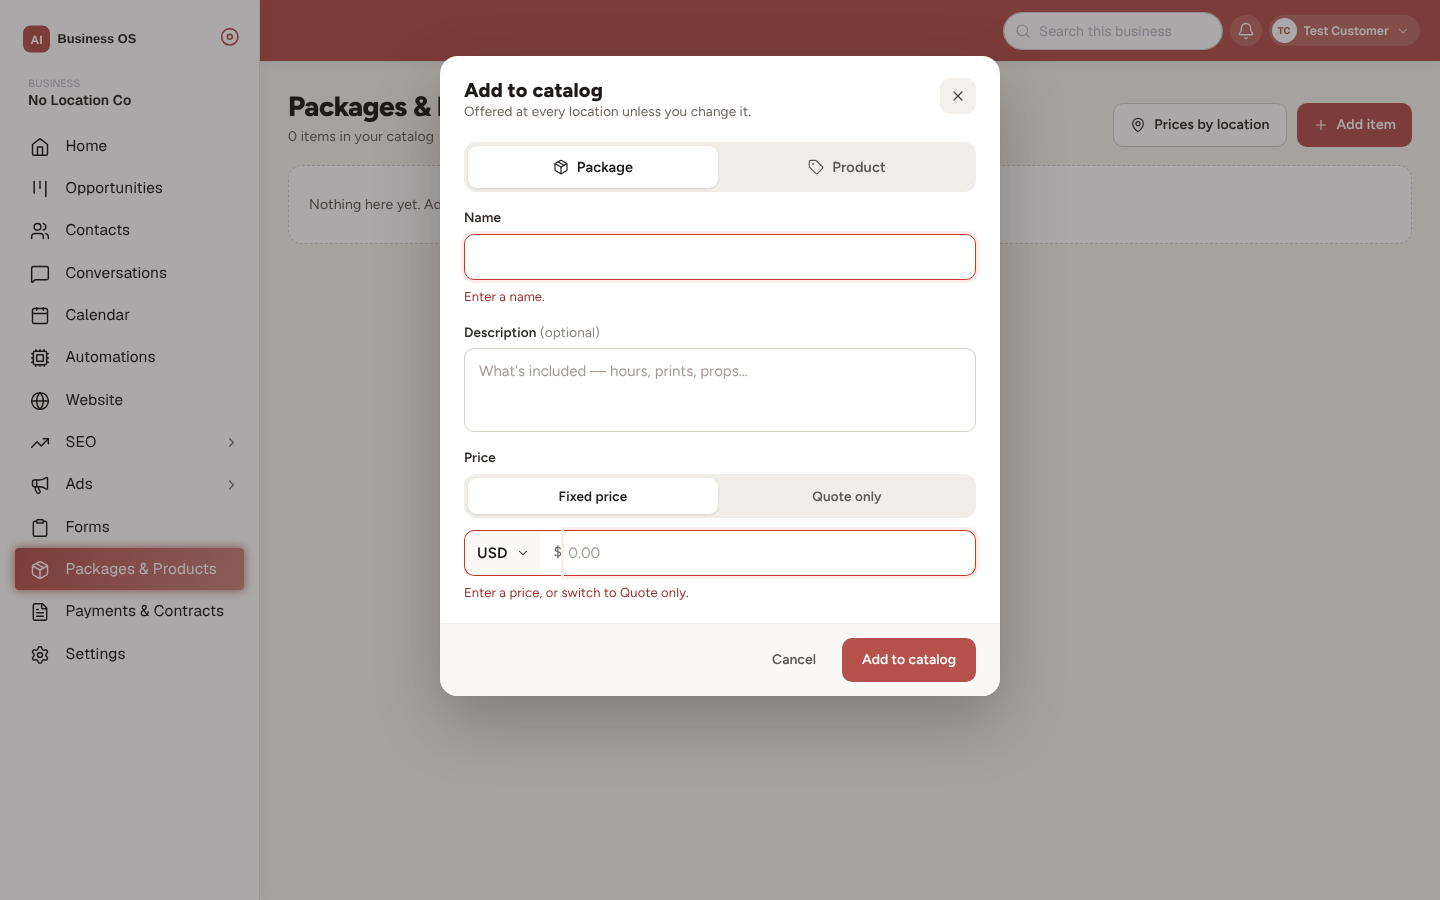 AI Business OS
Search this business
TC Test Customer
BUSINESS
No Location Co
Home
Opportunities
Contacts
Conversations
Calendar
Automations
Website
SEO
Ads
Forms
Packages & Products
Payments & Contracts
Settings
Packages &
0 items in your catalog
Prices by location
Add item
Nothing here yet.
Add to catalog
Offered at every location unless you change it.
Package
Product
Name
Enter a name.
Description (optional)
What's included — hours, prints, props...
Price
Fixed price
Quote only
USD
$ 0.00
Enter a price, or switch to Quote only.
Cancel
Add to catalog